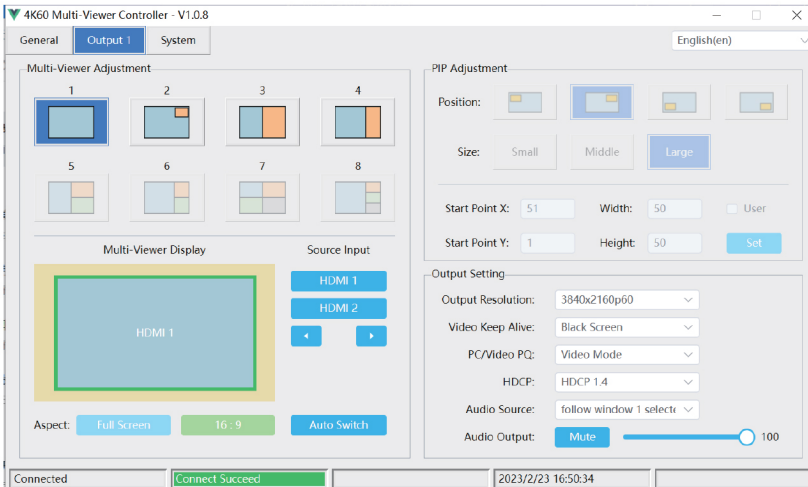 4K60 Multi-Viewer Controller - V1.0.8
General
Output 1
System
English(en)
Multi-Viewer Adjustment
1
2
3
4
5
6
7
8
Multi-Viewer Display
Source Input
HDMI 1
HDMI 1
HDMI 2
Aspect:
Full Screen
16 : 9
Auto Switch
PIP Adjustment
Position:
Size:
Small
Middle
Large
Start Point X:
51
Width:
50
User
Start Point Y:
1
Height:
50
Set
Output Setting
Output Resolution:
3840x2160p60
Video Keep Alive:
Black Screen
PC/Video PQ:
Video Mode
HDCP:
HDCP 1.4
Audio Source:
follow window 1 selecte
Audio Output:
Mute
100
Connected
Connect Succeed
2023/2/23 16:50:34